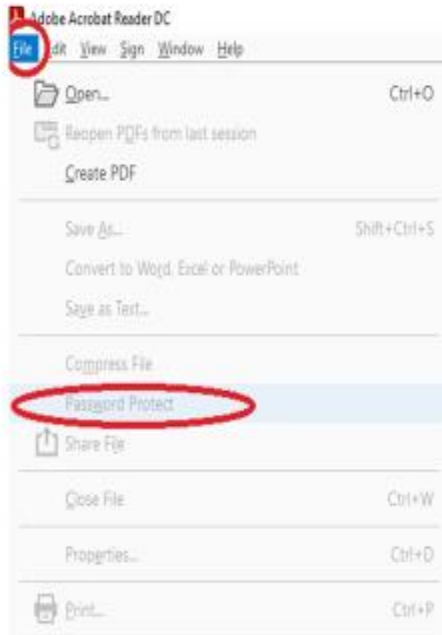 Adobe Acrobat Reader DC
File Edit View Sign Window Help
Open... Ctrl+O
Reopen PDFs from last session
Create PDF
Save As... Shift+Ctrl+S
Convert to Word, Excel or PowerPoint
Save as Text...
Compress File
Password Protect
Share File
Close File Ctrl+W
Properties... Ctrl+D
Print... Ctrl+P